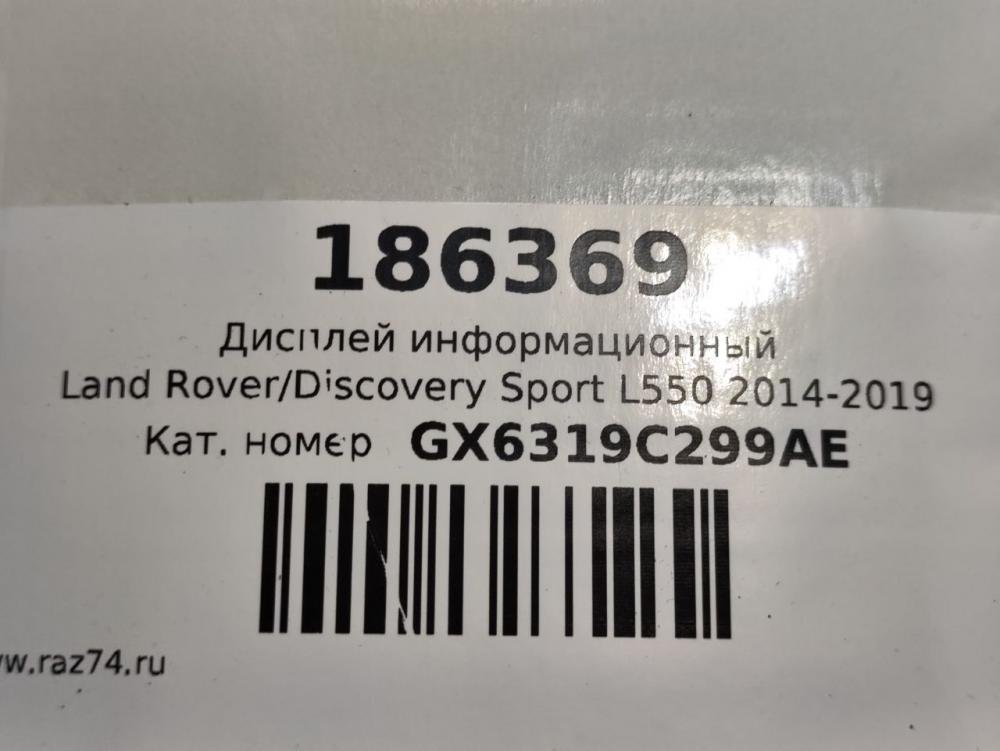 186369
Дисплей информационный
Land Rover/Discovery Sport L550 2014-2019
Кат. номер GX6319C299AE
w.raz74.ru